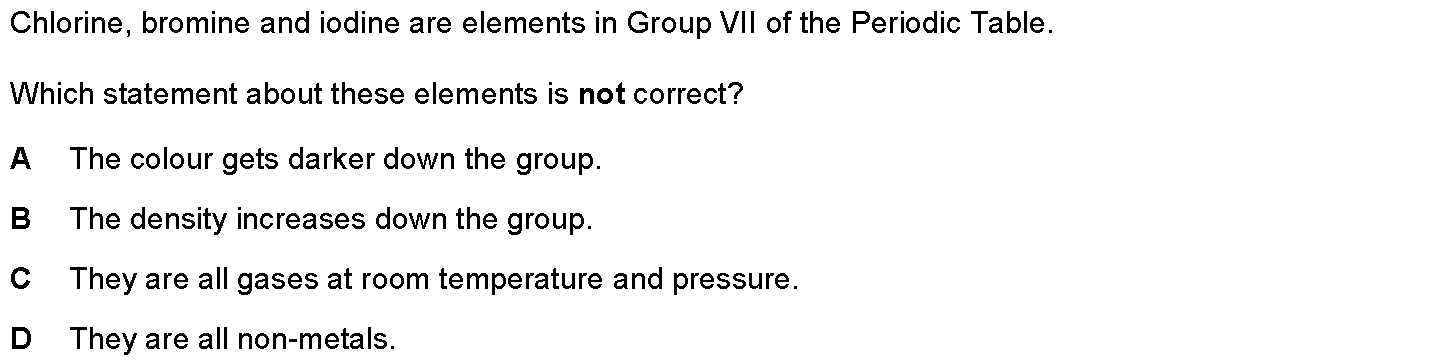 Chlorine, bromine and iodine are elements in Group VII of the Periodic Table.
Which statement about these elements is not correct?
A The colour gets darker down the group.
B The density increases down the group.
C They are all gases at room temperature and pressure.
D They are all non-metals.